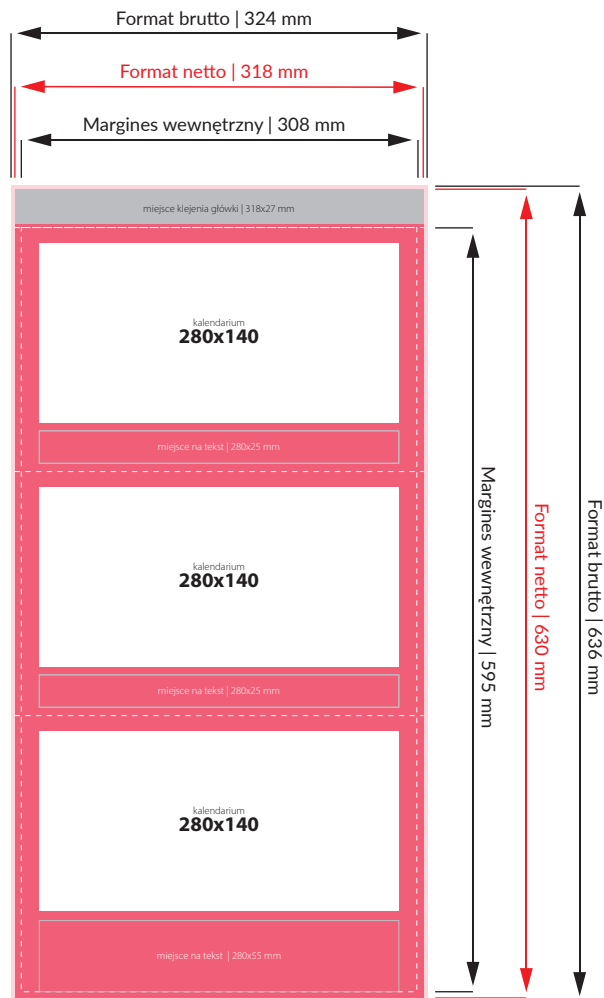 Format brutto | 324 mm
Format netto | 318 mm
Margines wewnętrzny | 308 mm
miejsce klejenia główki | 318x27 mm
kalendarium
280x140
miejsce na tekst | 280x25 mm
kalendarium
280x140
miejsce na tekst | 280x25 mm
kalendarium
280x140
miejsce na tekst | 280x55 mm
Margines wewnętrzny | 595 mm
Format netto | 630 mm
Format brutto | 636 mm